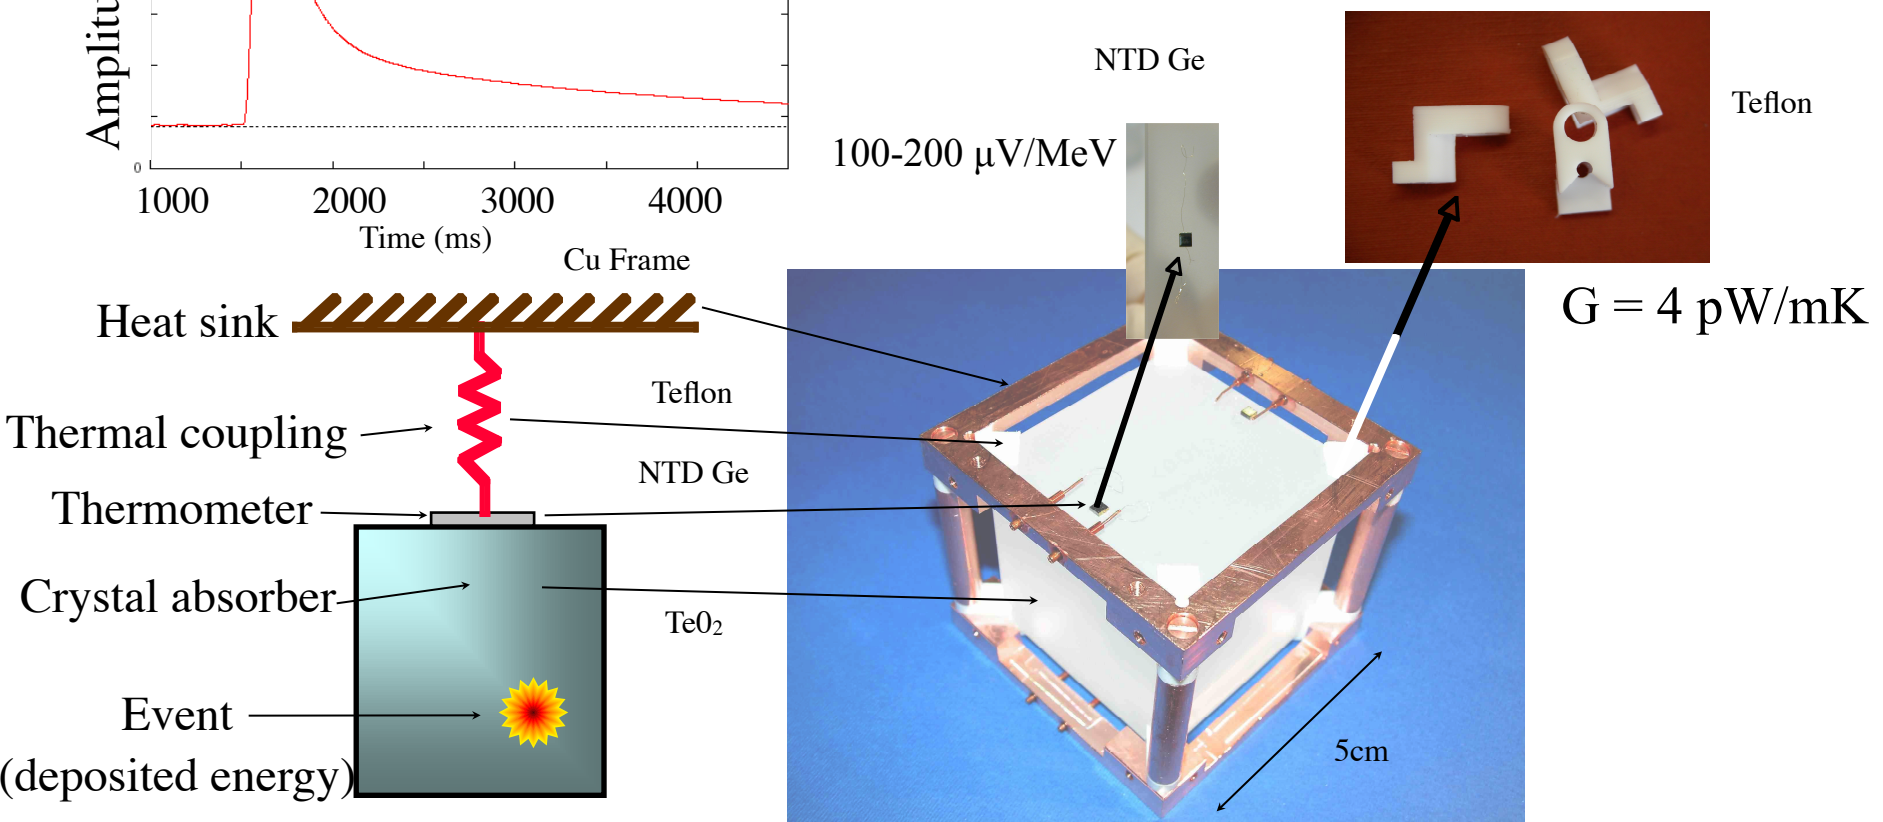 Amplitu
0
1000 2000 3000 4000
Time (ms)
NTD Ge
100-200 μV/MeV
Teflon
G = 4 pW/mK
Cu Frame
Heat sink
Teflon
Thermal coupling
NTD Ge
Thermometer
Crystal absorber
Te0₂
Event
(deposited energy)
5cm